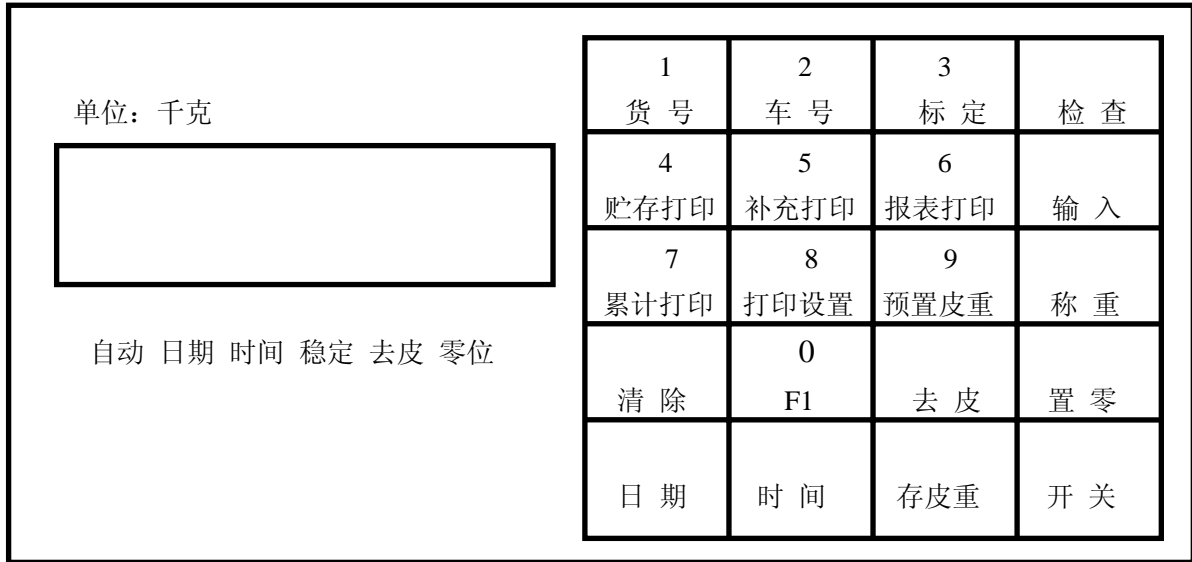 单位：千克
自动 日期 时间 稳定 去皮 零位
1 2 3
货 号 车 号 标 定 检 查
4 5 6
贮存打印 补充打印 报表打印 输 入
7 8 9
累计打印 打印设置 预置皮重 称 重
0
清 除 F1 去 皮 置 零
日 期 时 间 存皮重 开 关